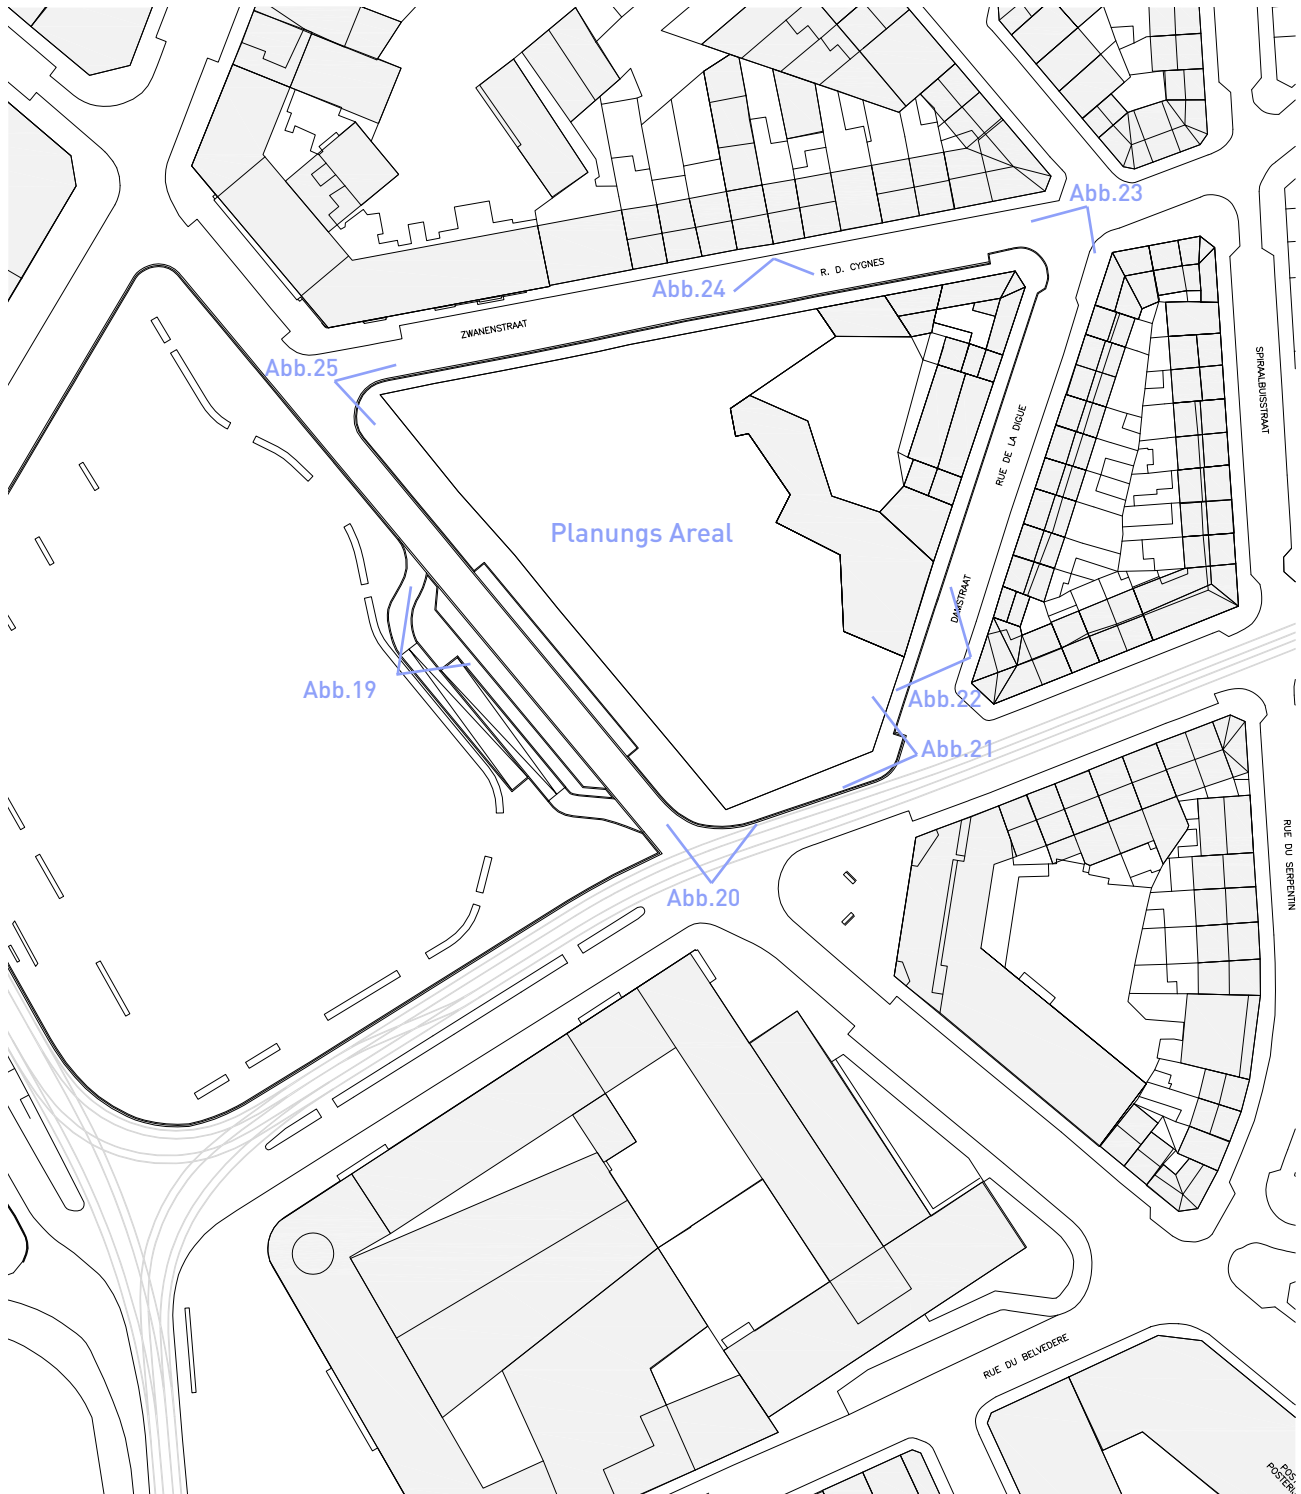 Abb.23
R. D. CYGNES
Abb.24
ZWANENSTRAAT
Abb.25
SPIRAALBUISSTRAAT
RUE DE LA DIGUE
Planungs Areal
DAMSTRAAT
Abb.19
Abb.22
Abb.21
RUE DU SERPENTIN
Abb.20
RUE DU BELVEDERE